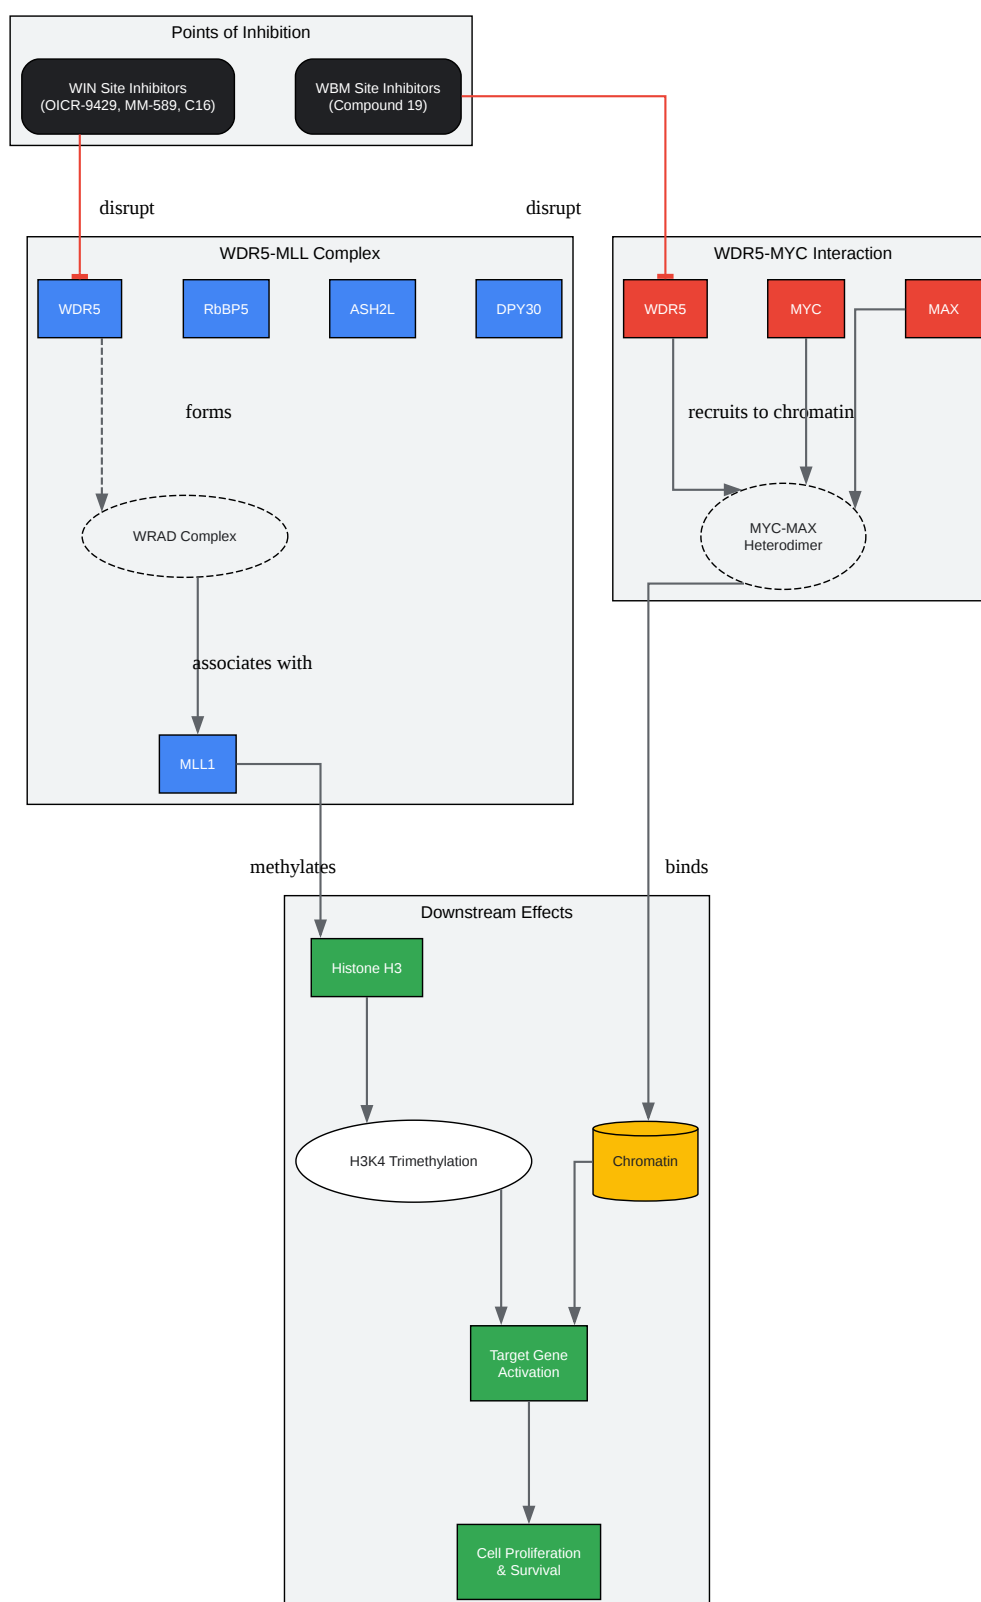 Points of Inhibition
WIN Site Inhibitors
(OICR-9429, MM-589, C16)
WBM Site Inhibitors
(Compound 19)
disrupt
disrupt
WDR5-MLL Complex
WDR5
RbBP5
ASH2L
DPY30
WDR5-MYC Interaction
WDR5
MYC
MAX
forms
recruits to chromatin
WRAD Complex
MYC-MAX
Heterodimer
associates with
MLL1
methylates
binds
Downstream Effects
Histone H3
H3K4 Trimethylation
Chromatin
Target Gene
Activation
Cell Proliferation
& Survival